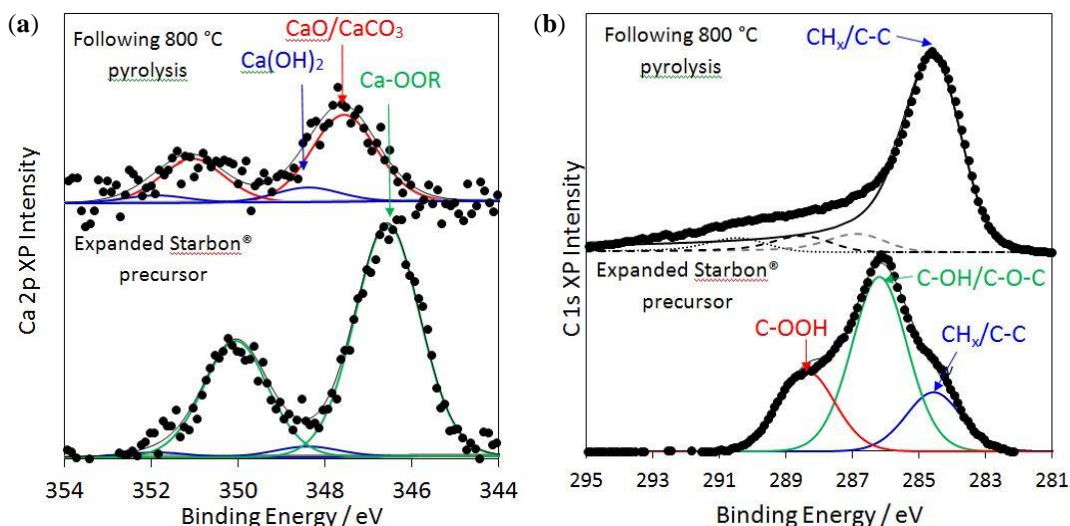 (a)
Following 800 °C
pyrolysis
CaO/CaCO₃
Ca(OH)₂
Ca-OOR
Expanded Starbon®
precursor
Ca 2p XP Intensity
354 352 350 348 346 344
Binding Energy / eV
(b)
Following 800 °C
pyrolysis
CHₓ/C-C
Expanded Starbon®
precursor
C-OH/C-O-C
C-OOH
CHₓ/C-C
C 1s XP Intensity
295 293 291 289 287 285 283 281
Binding Energy / eV